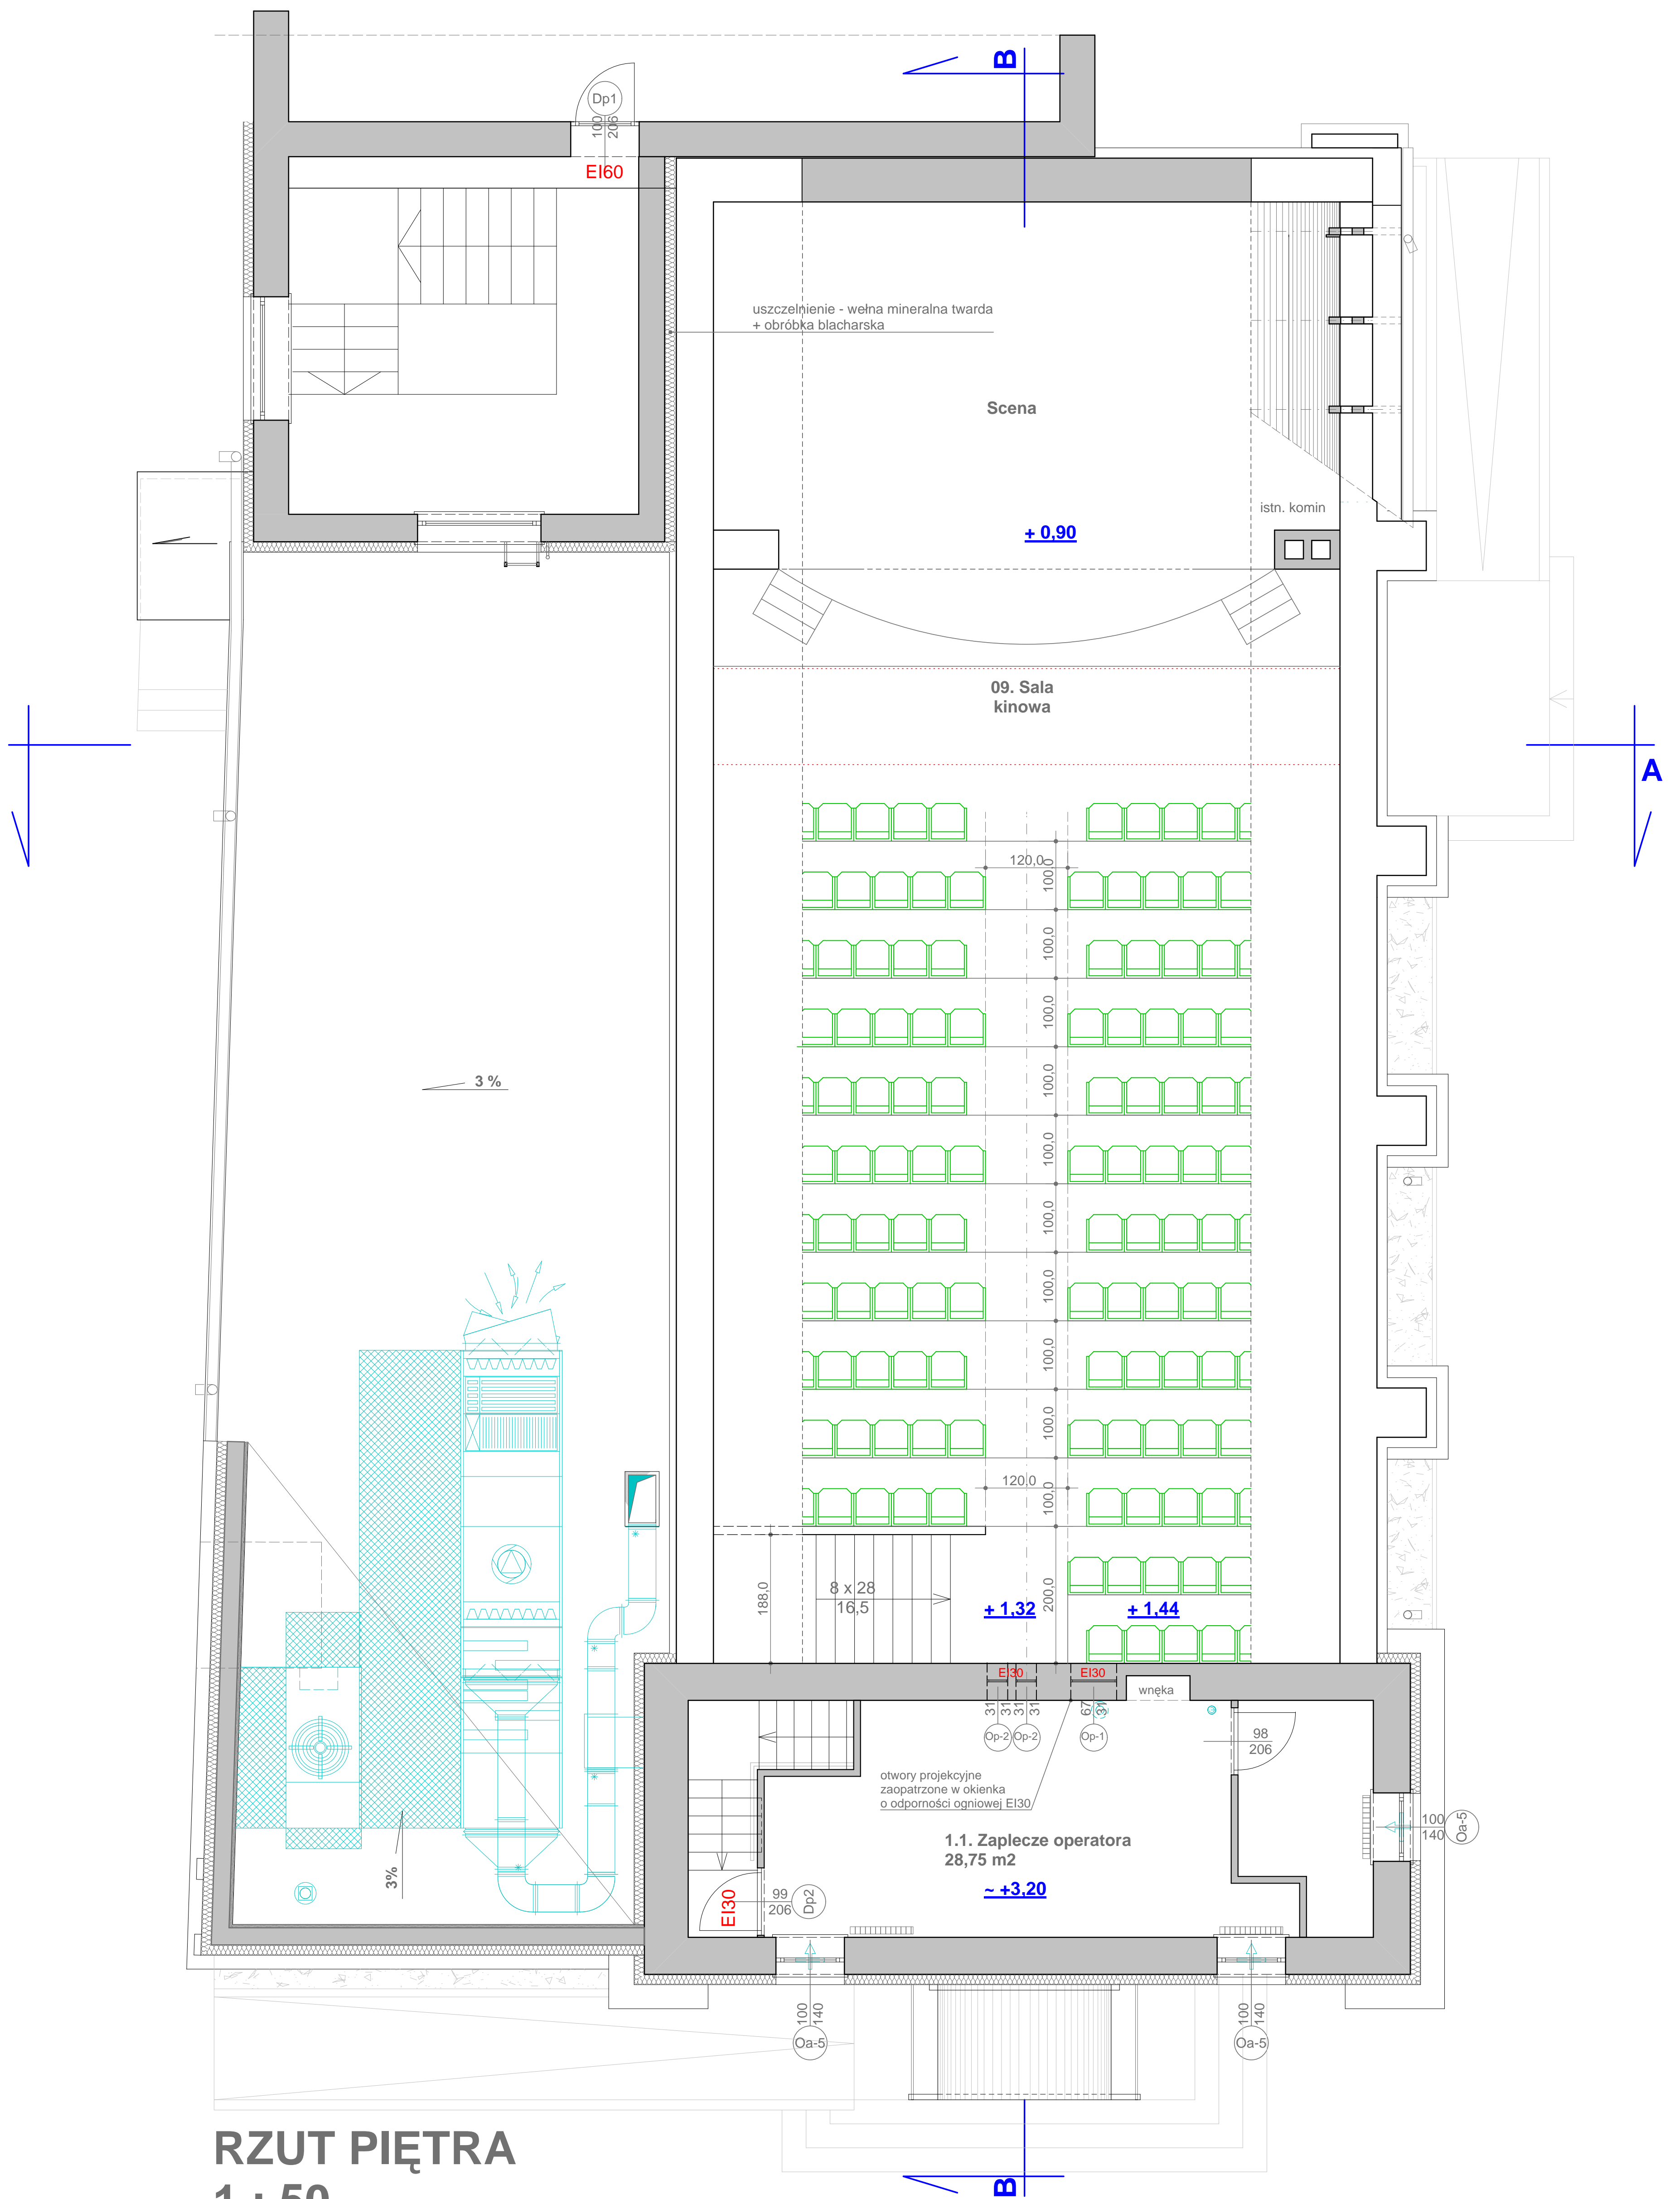 B
Dp1
100
206
EI60
uszczelnienie - wełna mineralna twarda
+ obróbka blacharska
Scena
istn. komin
+ 0,90
09. Sala
kinowa
A
120,0
100,0
100,0
100,0
100,0
100,0
100,0
100,0
100,0
100,0
100,0
3 %
120,0
188,0
8 x 28
16,5
+ 1,32
200,0
+ 1,44
EI30
EI30
wnęka
31
31
31
31
67
31
Op-2
Op-2
Op-1
98
206
otwory projekcyjne
zaopatrzone w okienka
o odporności ogniowej EI30
100
140
Oa-5
1.1. Zaplecze operatora
28,75 m2
~ +3,20
3%
EI30
99
206
Dp2
100
140
Oa-5
100
140
Oa-5
RZUT PIĘTRA
1 : 50
B